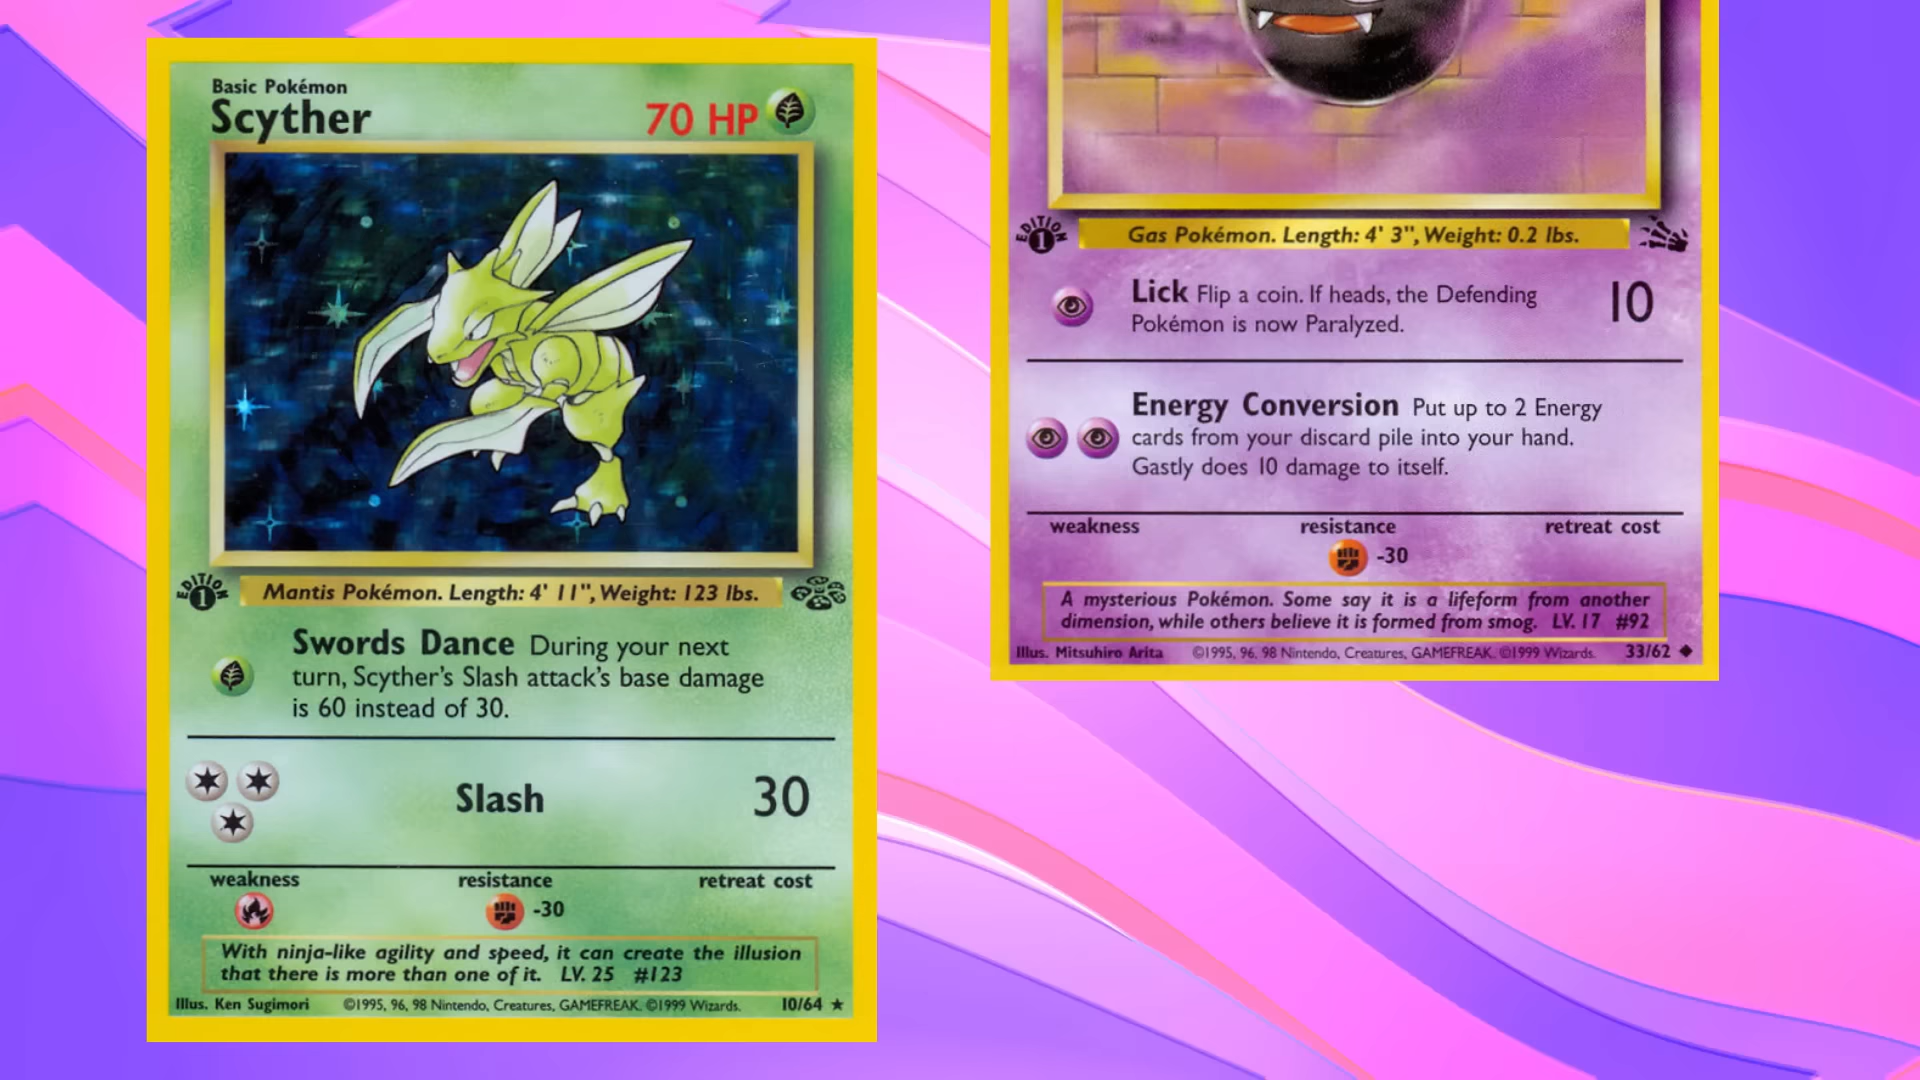 Basic Pokémon
Scyther
70 HP
EDITION 1
Mantis Pokémon. Length: 4' 11", Weight: 123 lbs.
Swords Dance During your next
turn, Scyther's Slash attack's base damage
is 60 instead of 30.
Slash 30
weakness resistance retreat cost
-30
With ninja-like agility and speed, it can create the illusion
that there is more than one of it. LV. 25 #123
Illus. Ken Sugimori ©1995, 96, 98 Nintendo, Creatures, GAMEFREAK. ©1999 Wizards. 10/64 ★
EDITION 1
Gas Pokémon. Length: 4' 3", Weight: 0.2 lbs.
Lick Flip a coin. If heads, the Defending
Pokémon is now Paralyzed.
10
Energy Conversion Put up to 2 Energy
cards from your discard pile into your hand.
Gastly does 10 damage to itself.
weakness resistance retreat cost
-30
A mysterious Pokémon. Some say it is a lifeform from another
dimension, while others believe it is formed from smog. LV. 17 #92
Illus. Mitsuhiro Arita ©1995, 96, 98 Nintendo, Creatures, GAMEFREAK. ©1999 Wizards. 33/62 ◆